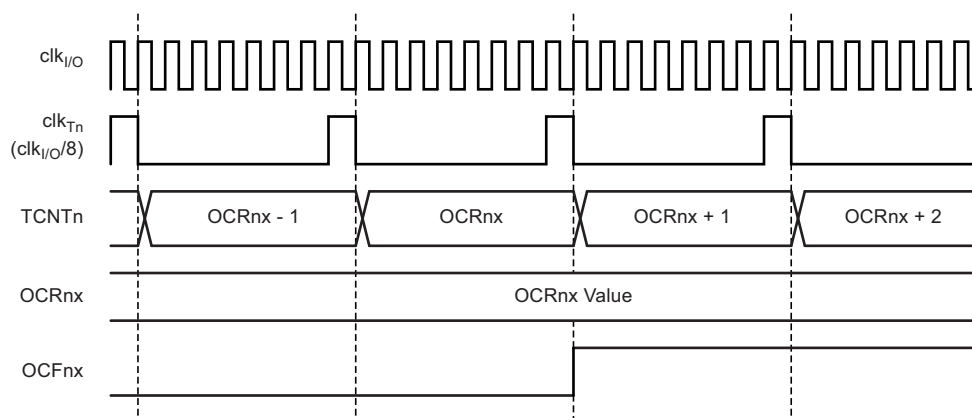 clkI/O
clkTn
(clkI/O/8)
TCNTn
OCRnx - 1
OCRnx
OCRnx + 1
OCRnx + 2
OCRnx
OCRnx Value
OCFnx